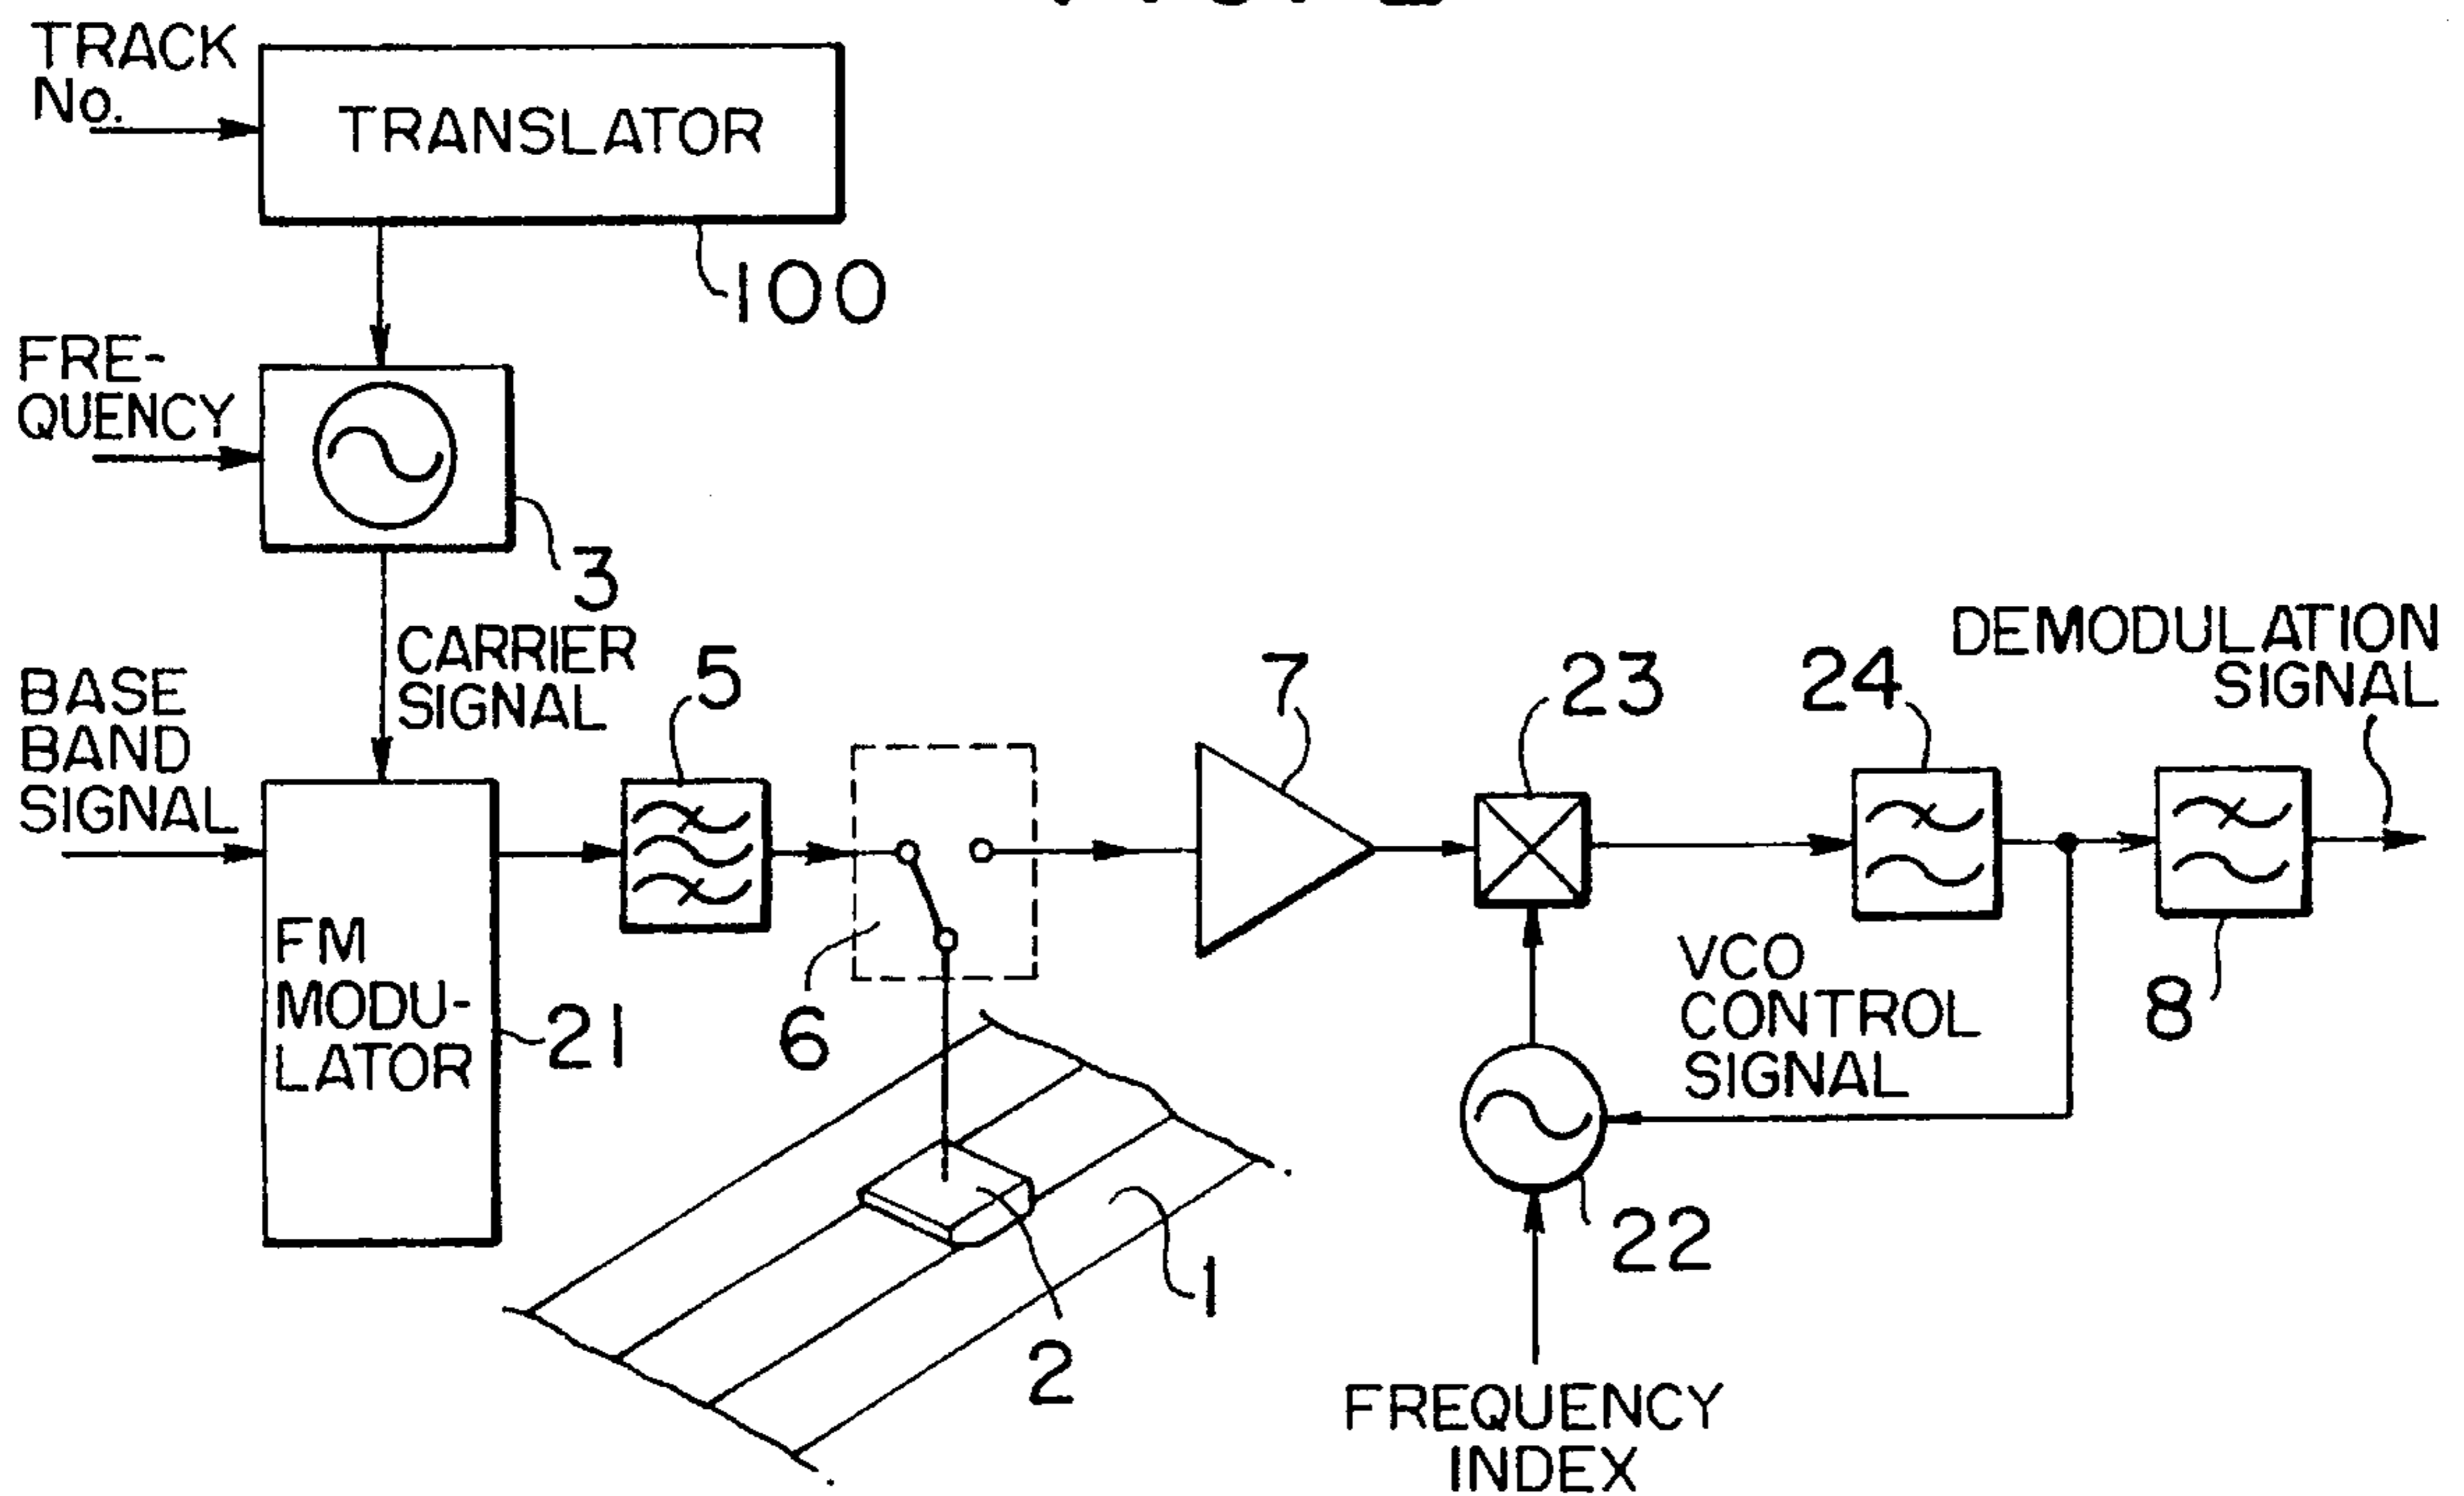 TRACK
No.
TRANSLATOR
100
FRE-
QUENCY
3
CARRIER
SIGNAL
BASE
BAND
SIGNAL
5
7
23
24
DEMODULATION
SIGNAL
FM
MODU-
LATOR
21
6
VCO
CONTROL
SIGNAL
8
22
1
2
FREQUENCY
INDEX